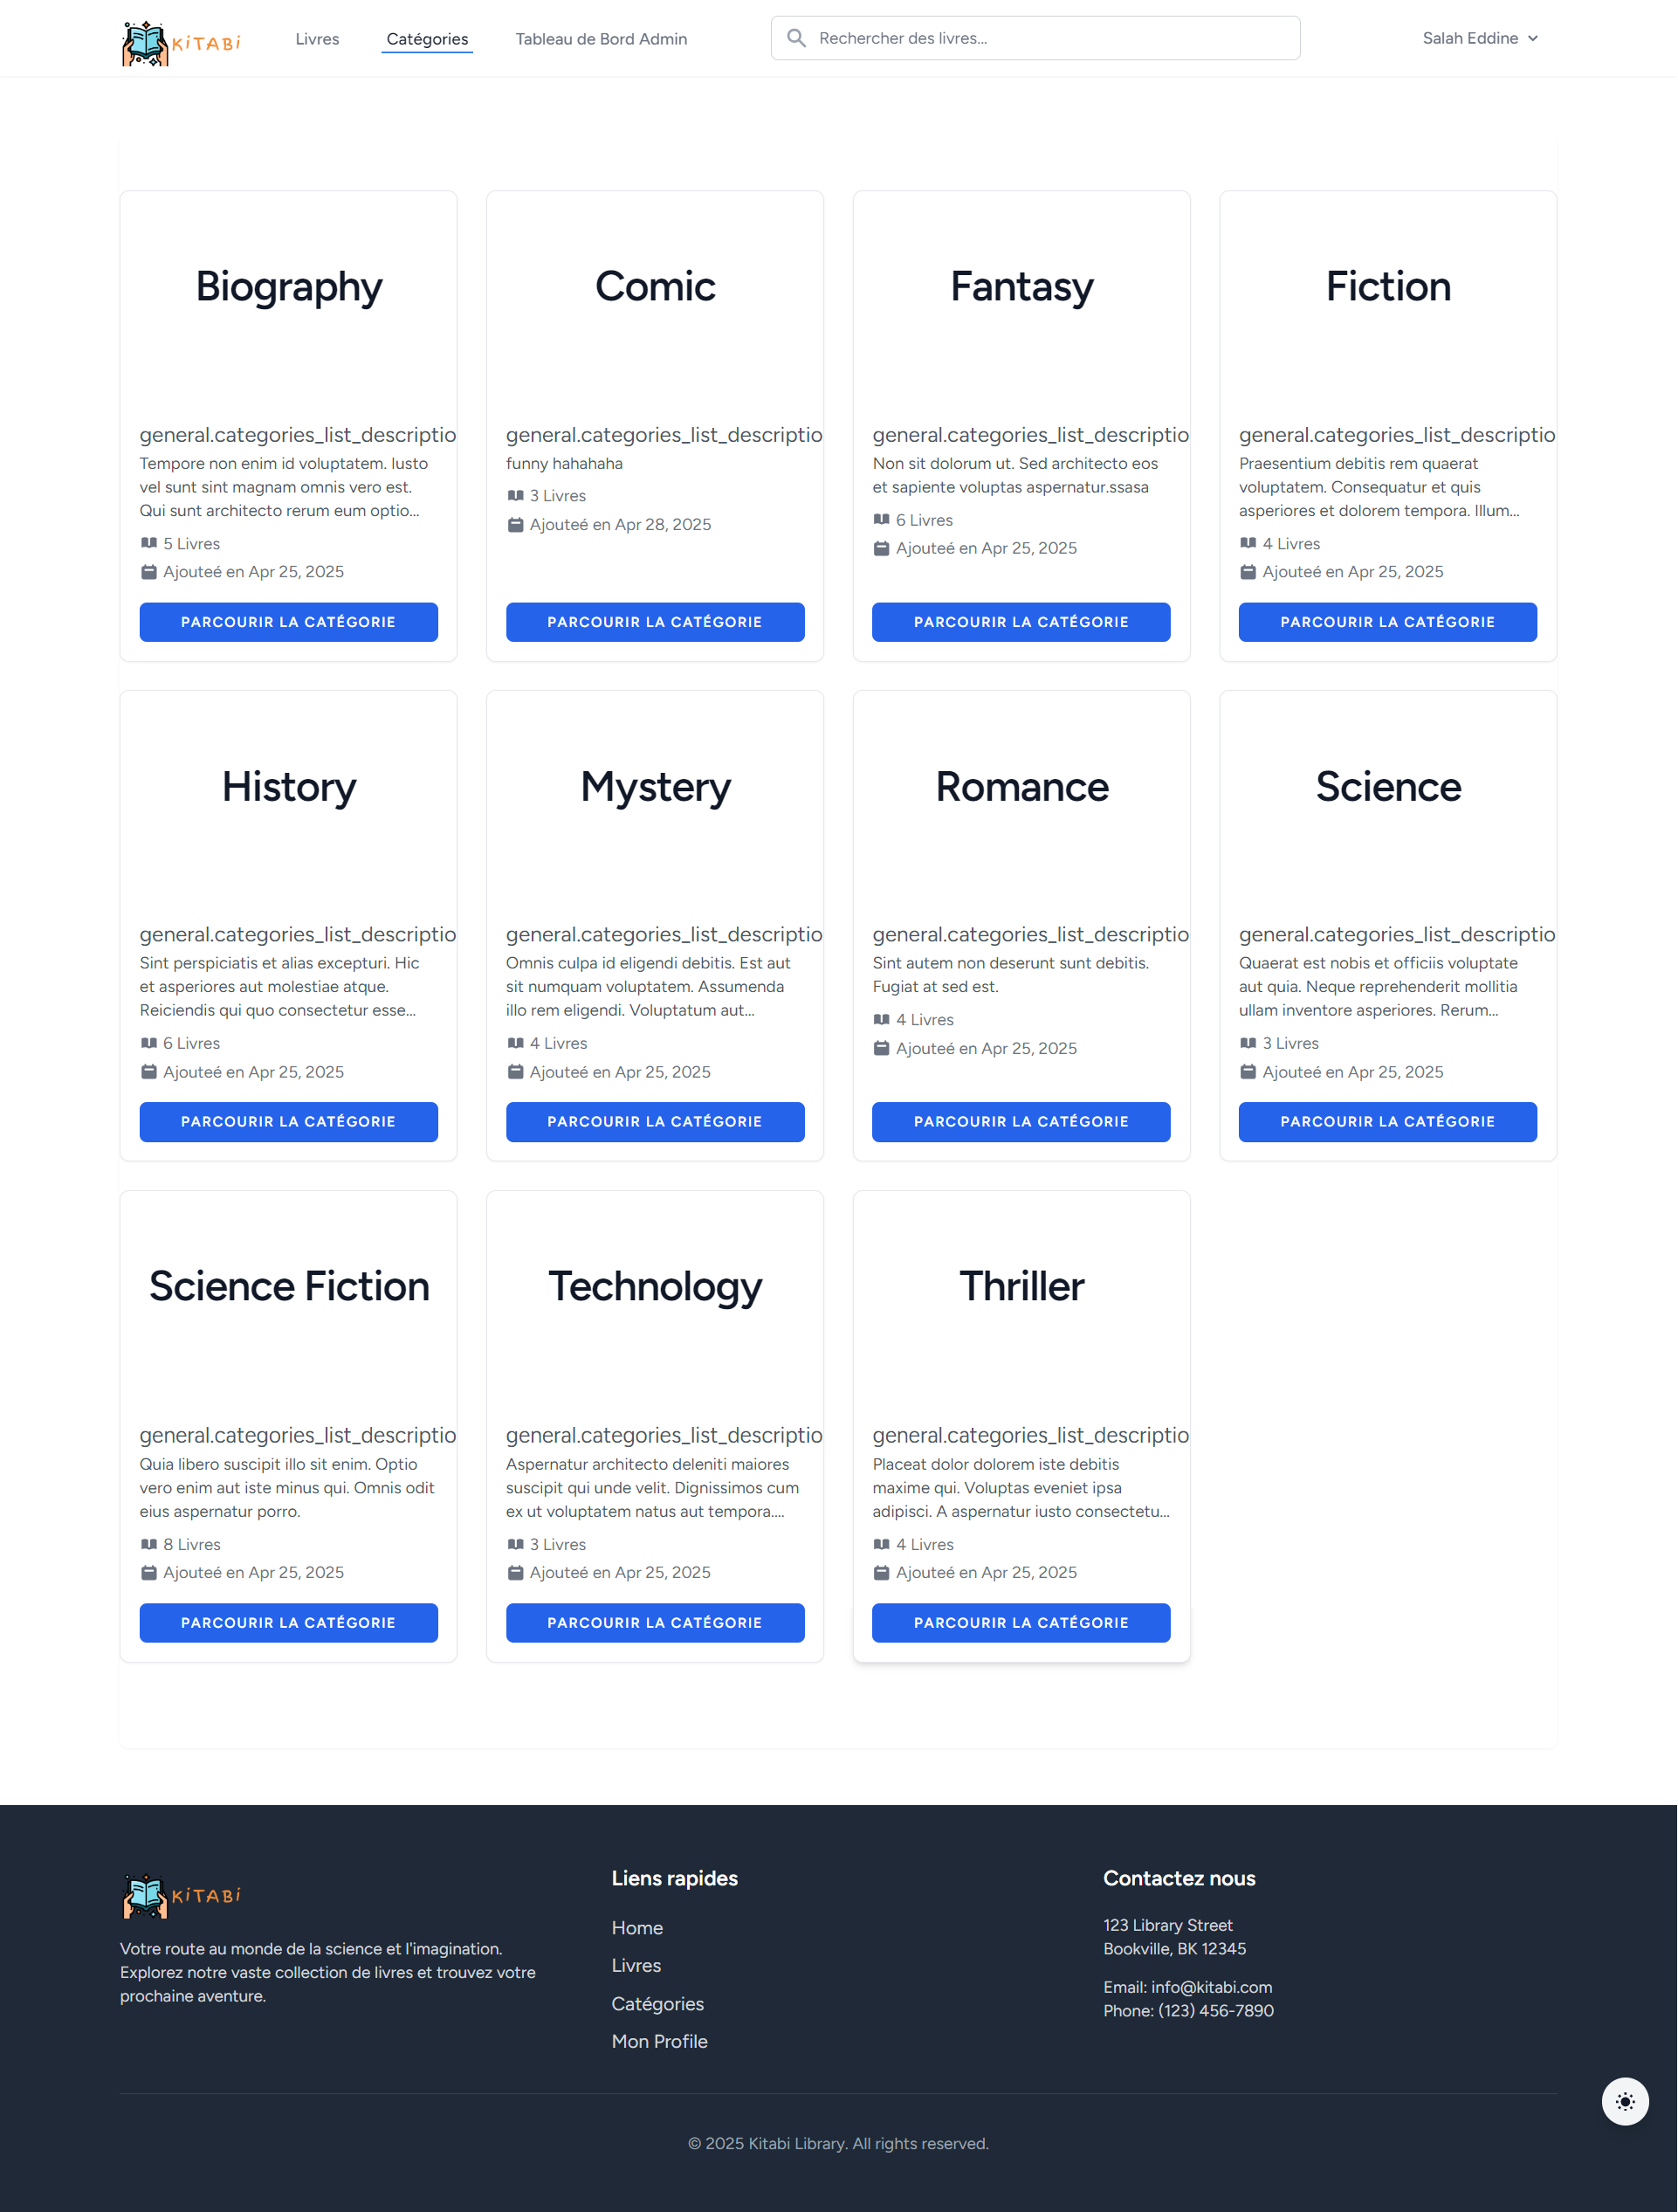 KiTABi
Livres
Catégories
Tableau de Bord Admin
Rechercher des livres...
Salah Eddine
Biography
general.categories_list_descriptio
Tempore non enim id voluptatem. Iusto
vel sunt sint magnam omnis vero est.
Qui sunt architecto rerum eum optio...
5 Livres
Ajouteé en Apr 25, 2025
PARCOURIR LA CATÉGORIE
Comic
general.categories_list_descriptio
funny hahahaha
3 Livres
Ajouteé en Apr 28, 2025
PARCOURIR LA CATÉGORIE
Fantasy
general.categories_list_descriptio
Non sit dolorum ut. Sed architecto eos
et sapiente voluptas aspernatur.ssasa
6 Livres
Ajouteé en Apr 25, 2025
PARCOURIR LA CATÉGORIE
Fiction
general.categories_list_descriptio
Praesentium debitis rem quaerat
voluptatem. Consequatur et quis
asperiores et dolorem tempora. Illum...
4 Livres
Ajouteé en Apr 25, 2025
PARCOURIR LA CATÉGORIE
History
general.categories_list_descriptio
Sint perspiciatis et alias excepturi. Hic
et asperiores aut molestiae atque.
Reiciendis qui quo consectetur esse...
6 Livres
Ajouteé en Apr 25, 2025
PARCOURIR LA CATÉGORIE
Mystery
general.categories_list_descriptio
Omnis culpa id eligendi debitis. Est aut
sit numquam voluptatem. Assumenda
illo rem eligendi. Voluptatum aut...
4 Livres
Ajouteé en Apr 25, 2025
PARCOURIR LA CATÉGORIE
Romance
general.categories_list_descriptio
Sint autem non deserunt sunt debitis.
Fugiat at sed est.
4 Livres
Ajouteé en Apr 25, 2025
PARCOURIR LA CATÉGORIE
Science
general.categories_list_descriptio
Quaerat est nobis et officiis voluptate
aut quia. Neque reprehenderit mollitia
ullam inventore asperiores. Rerum...
3 Livres
Ajouteé en Apr 25, 2025
PARCOURIR LA CATÉGORIE
Science Fiction
general.categories_list_descriptio
Quia libero suscipit illo sit enim. Optio
vero enim aut iste minus qui. Omnis odit
eius aspernatur porro.
8 Livres
Ajouteé en Apr 25, 2025
PARCOURIR LA CATÉGORIE
Technology
general.categories_list_descriptio
Aspernatur architecto deleniti maiores
suscipit qui unde velit. Dignissimos cum
ex ut voluptatem natus aut tempora....
3 Livres
Ajouteé en Apr 25, 2025
PARCOURIR LA CATÉGORIE
Thriller
general.categories_list_descriptio
Placeat dolor dolorem iste debitis
maxime qui. Voluptas eveniet ipsa
adipisci. A aspernatur iusto consectetu...
4 Livres
Ajouteé en Apr 25, 2025
PARCOURIR LA CATÉGORIE
KiTABi
Votre route au monde de la science et l'imagination.
Explorez notre vaste collection de livres et trouvez votre
prochaine aventure.
Liens rapides
Home
Livres
Catégories
Mon Profile
Contactez nous
123 Library Street
Bookville, BK 12345
Email: info@kitabi.com
Phone: (123) 456-7890
© 2025 Kitabi Library. All rights reserved.